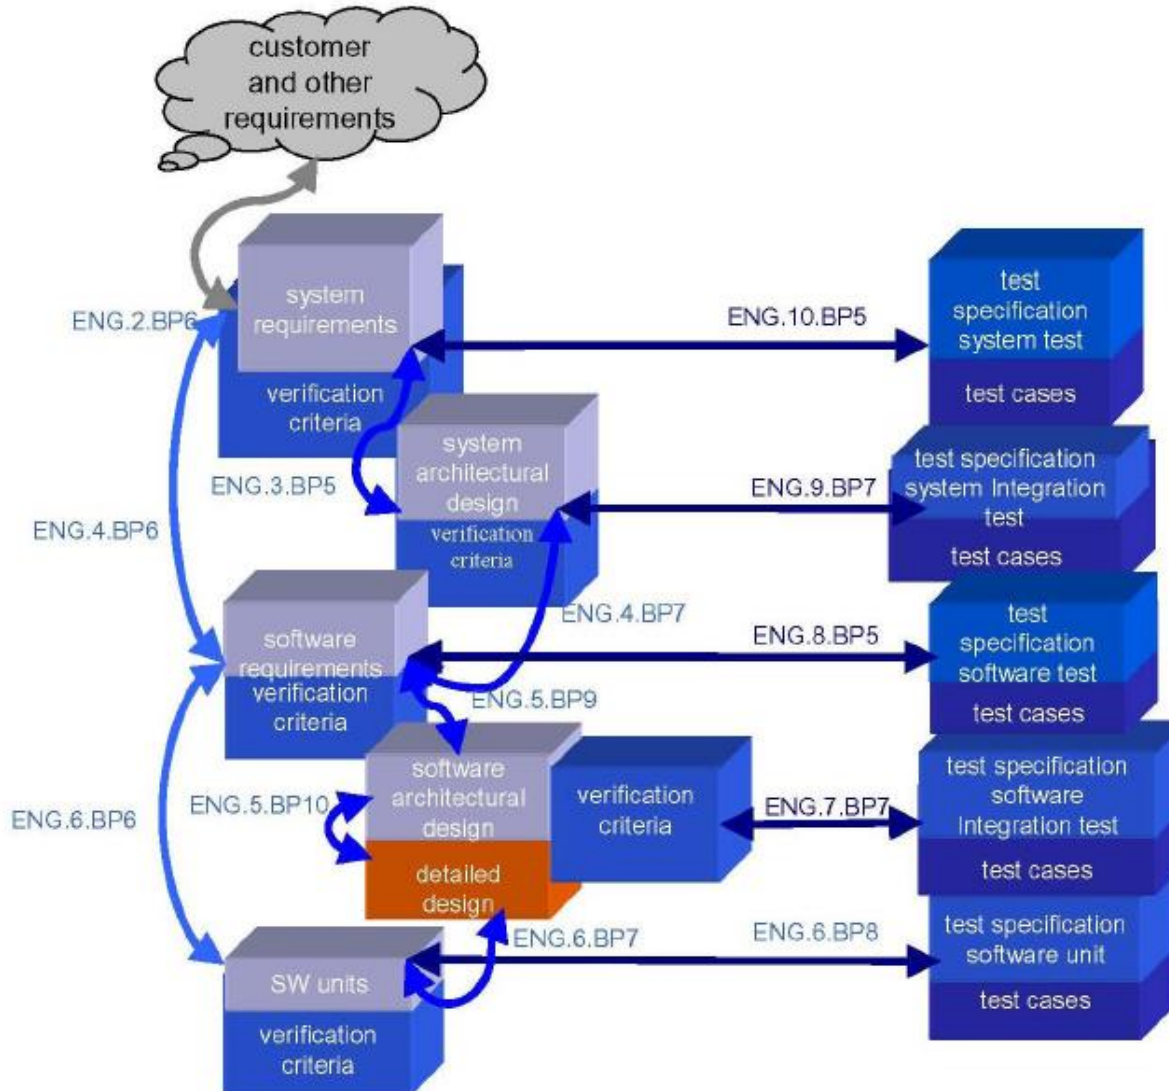 customer
and other
requirements
system
requirements
verification
criteria
ENG.2.BP6
ENG.10.BP5
test
specification
system test
test cases
system
architectural
design
verification
criteria
ENG.3.BP5
ENG.9.BP7
test specification
system Integration
test
test cases
ENG.4.BP6
ENG.4.BP7
software
requirements
verification
criteria
ENG.8.BP5
test
specification
software test
test cases
ENG.5.BP9
software
architectural
design
ENG.5.BP10
detailed
design
verification
criteria
ENG.7.BP7
test specification
software
Integration test
test cases
ENG.6.BP6
ENG.6.BP7
ENG.6.BP8
test specification
software unit
test cases
SW units
verification
criteria